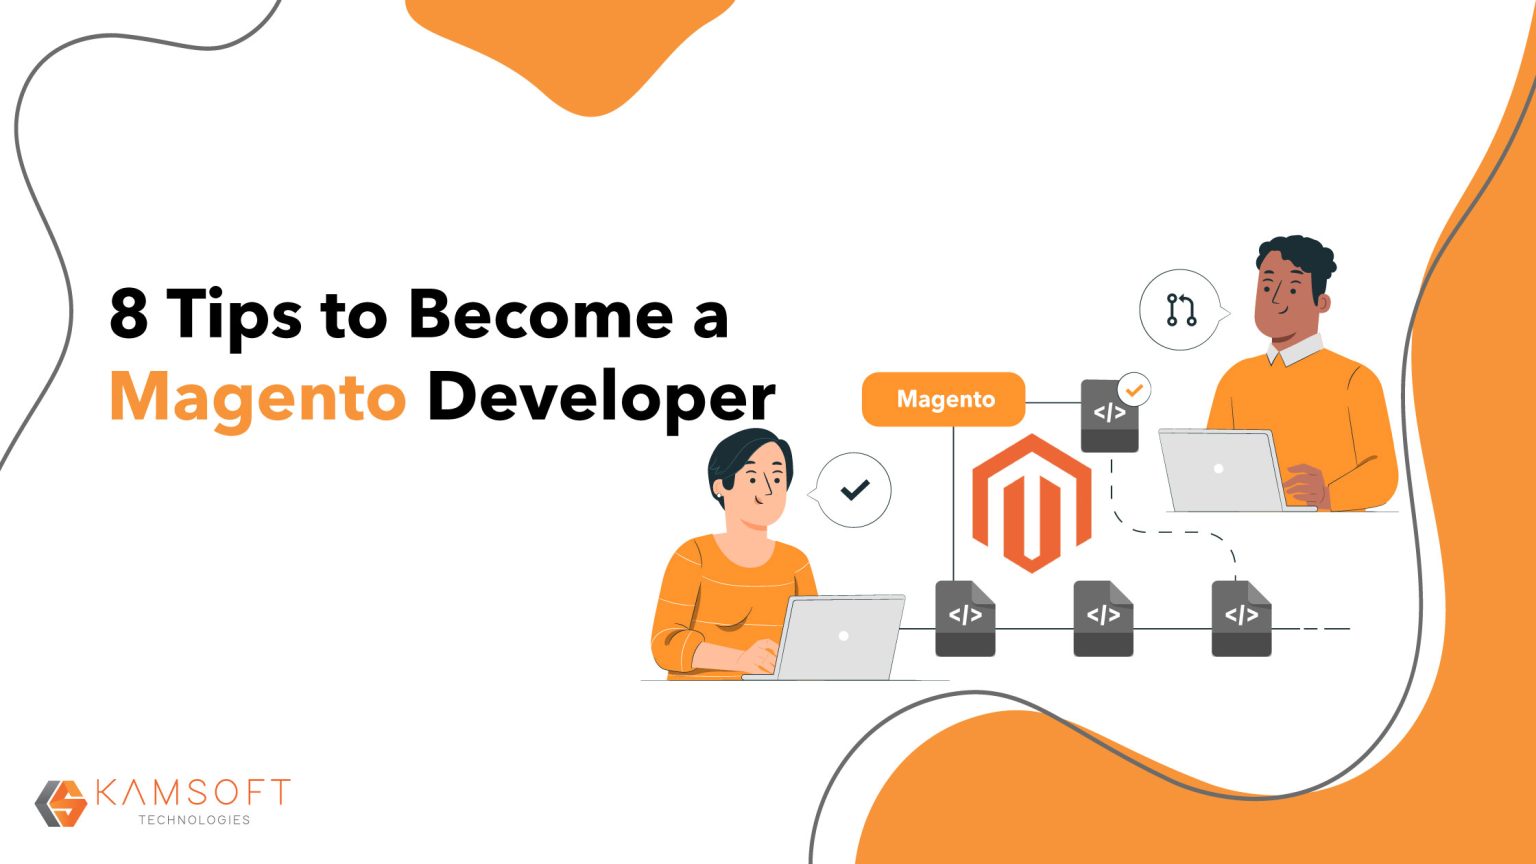 8 Tips to Become a
Magento Developer
Magento
</>
</>
</>
</>
KAMSOFT
TECHNOLOGIES